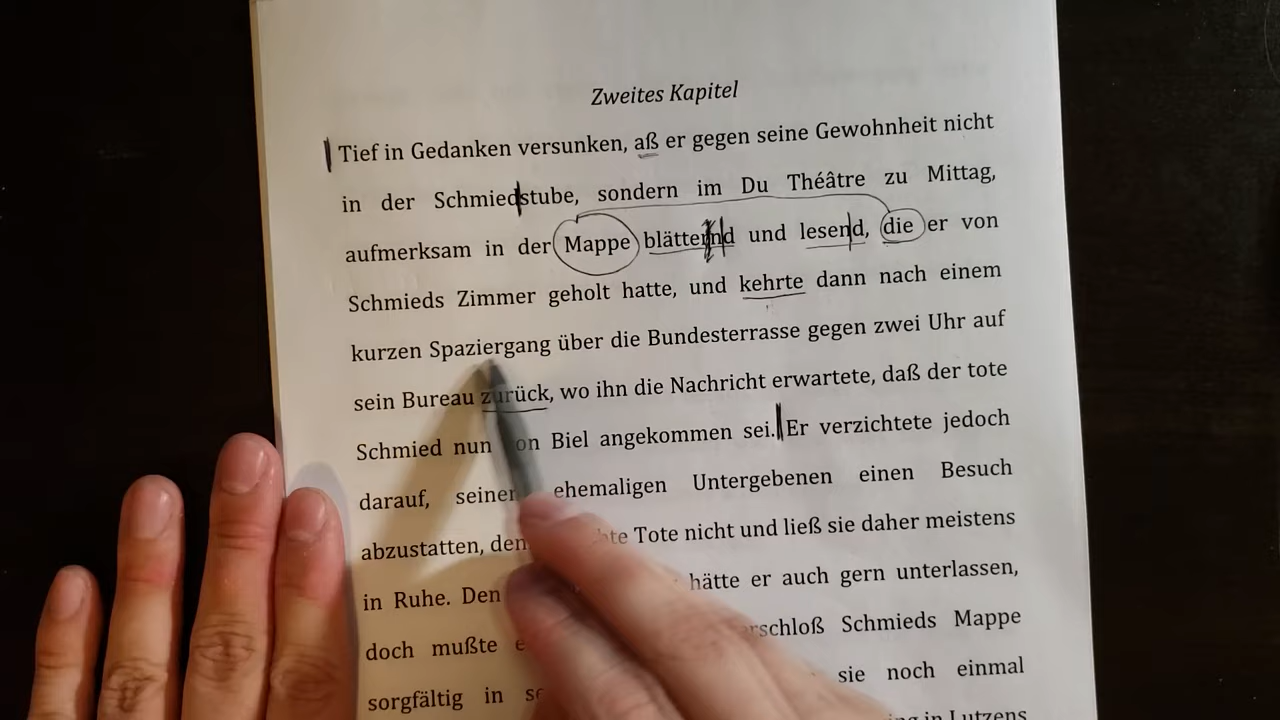 Zweites Kapitel
Tief in Gedanken versunken, aß er gegen seine Gewohnheit nicht
in der Schmiedstube, sondern im Du Théâtre zu Mittag,
aufmerksam in der Mappe blätternd und lesend, die er von
Schmieds Zimmer geholt hatte, und kehrte dann nach einem
kurzen Spaziergang über die Bundesterrasse gegen zwei Uhr auf
sein Bureau zurück, wo ihn die Nachricht erwartete, daß der tote
Schmied nun von Biel angekommen sei. Er verzichtete jedoch
darauf, seinem ehemaligen Untergebenen einen Besuch
abzustatten, denn Tote nicht und ließ sie daher meistens
in Ruhe. Den hätte er auch gern unterlassen,
doch mußte Schmieds Mappe
sorgfältig in sie noch einmal
in Lutzens